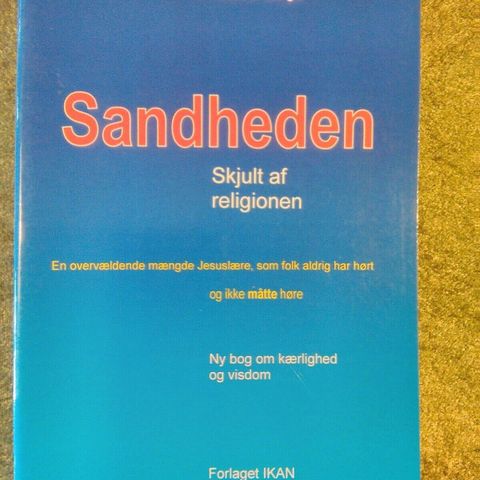 Sandheden
Skjult af
religionen
En overvældende mængde Jesuslære, som folk aldrig har hørt
og ikke måtte høre
Ny bog om kærlighed
og visdom
Forlaget IKAN